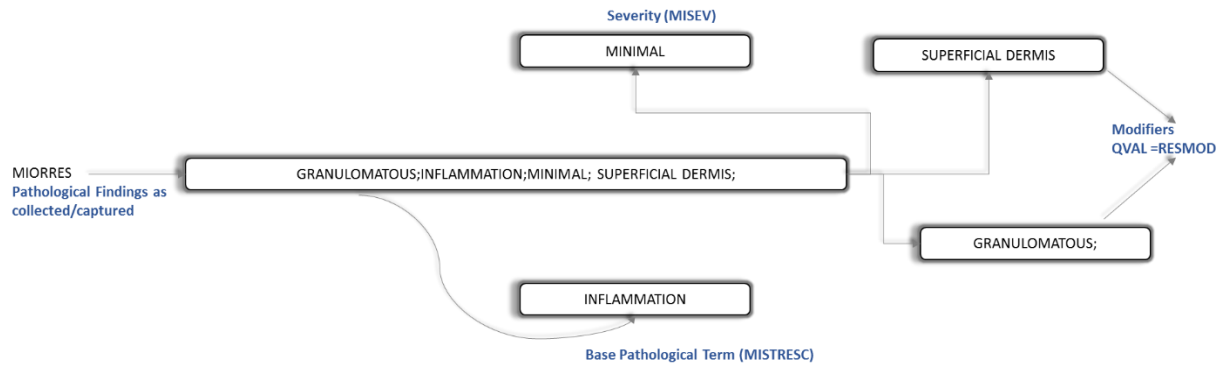 Severity (MISEV)
MINIMAL
SUPERFICIAL DERMIS
Modifiers
QVAL =RESMOD
MIORRES
Pathological Findings as
collected/captured
GRANULOMATOUS;INFLAMMATION;MINIMAL; SUPERFICIAL DERMIS;
GRANULOMATOUS;
INFLAMMATION
Base Pathological Term (MISTRESC)